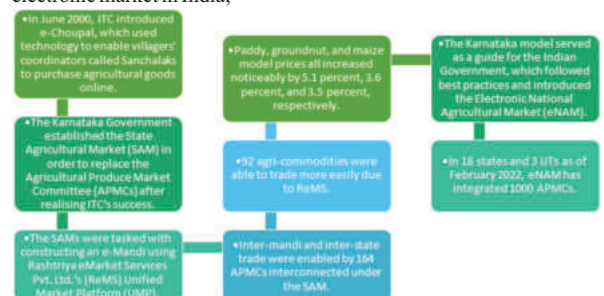 electronic market in India;
•In June 2000, ITC introduced
e-Choupal, which used
technology to enable villagers'
coordinators called Sanchalaks
to purchase agricultural goods
online.
•The Karnataka Government
established the State
Agricultural Market (SAM) in
order to replace the
Agricultural Produce Market
Committee [APMCs] after
realising ITC's success.
•The SAMs were tasked with
constructing an e-Mandi using
Rashtriya eMarket Services
Pvt. Ltd.'s (ReMS) Unified
Market Platform (UMP).
•Inter-mandi and inter-state
trade were enabled by 164
APMCs interconnected under
the SAM.
•92 agri-commodities were
able to trade more easily due
to ReMS.
•Paddy, groundnut, and maize
model prices all increased
noticeably by 5.1 percent, 3.6
percent, and 3.5 percent,
respectively.
•The Karnataka model served
as a guide for the Indian
Government, which followed
best practices and introduced
the Electronic National
Agricultural Market (eNAM).
•In 18 states and 3 UTs as of
February 2022, eNAM has
integrated 1000 APMCs.